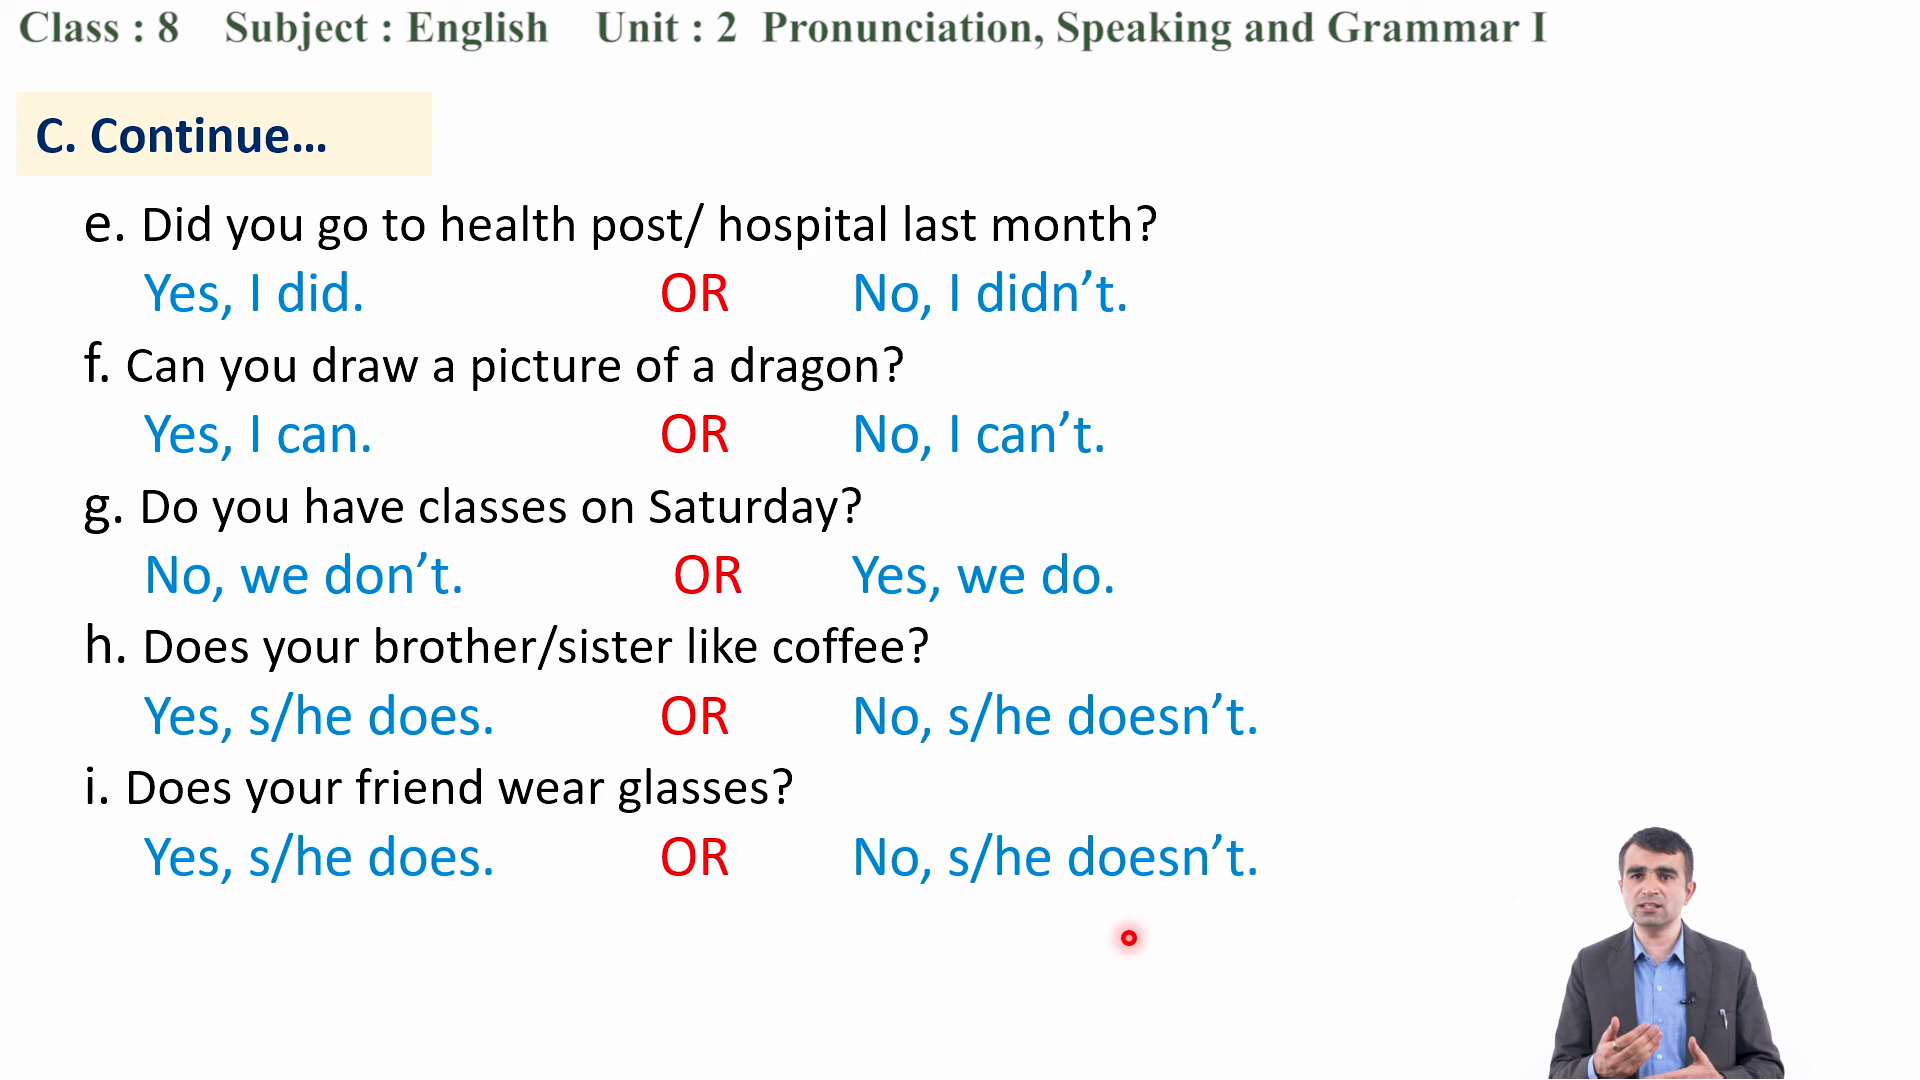 Class : 8 Subject : English Unit : 2 Pronunciation, Speaking and Grammar I
C. Continue...
e. Did you go to health post/ hospital last month?
Yes, I did. OR No, I didn’t.
f. Can you draw a picture of a dragon?
Yes, I can. OR No, I can’t.
g. Do you have classes on Saturday?
No, we don’t. OR Yes, we do.
h. Does your brother/sister like coffee?
Yes, s/he does. OR No, s/he doesn’t.
i. Does your friend wear glasses?
Yes, s/he does. OR No, s/he doesn’t.